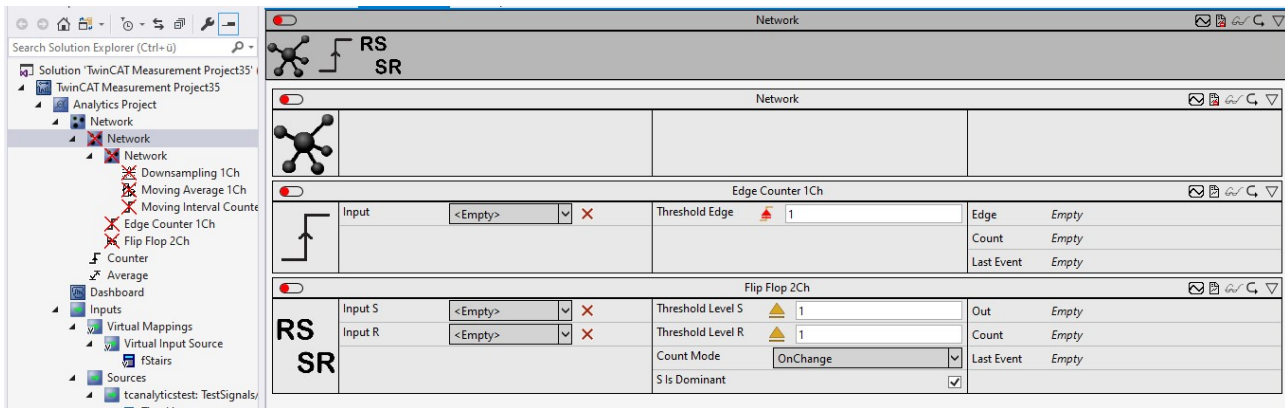 Search Solution Explorer (Ctrl+ü)
Solution 'TwinCAT Measurement Project35'
TwinCAT Measurement Project35
Analytics Project
Network
Network
Network
Downsampling 1Ch
Moving Average 1Ch
Moving Interval Counte
Edge Counter 1Ch
Flip Flop 2Ch
Counter
Average
Dashboard
Inputs
Virtual Mappings
Virtual Input Source
fStairs
Sources
tcanalyticstest: TestSignals/
Network
RS
SR
Network
Edge Counter 1Ch
Input <Empty> Threshold Edge 1 Edge Empty
Count Empty
Last Event Empty
Flip Flop 2Ch
RS
SR
Input S <Empty> Threshold Level S 1 Out Empty
Input R <Empty> Threshold Level R 1 Count Empty
Count Mode OnChange Last Event Empty
S Is Dominant